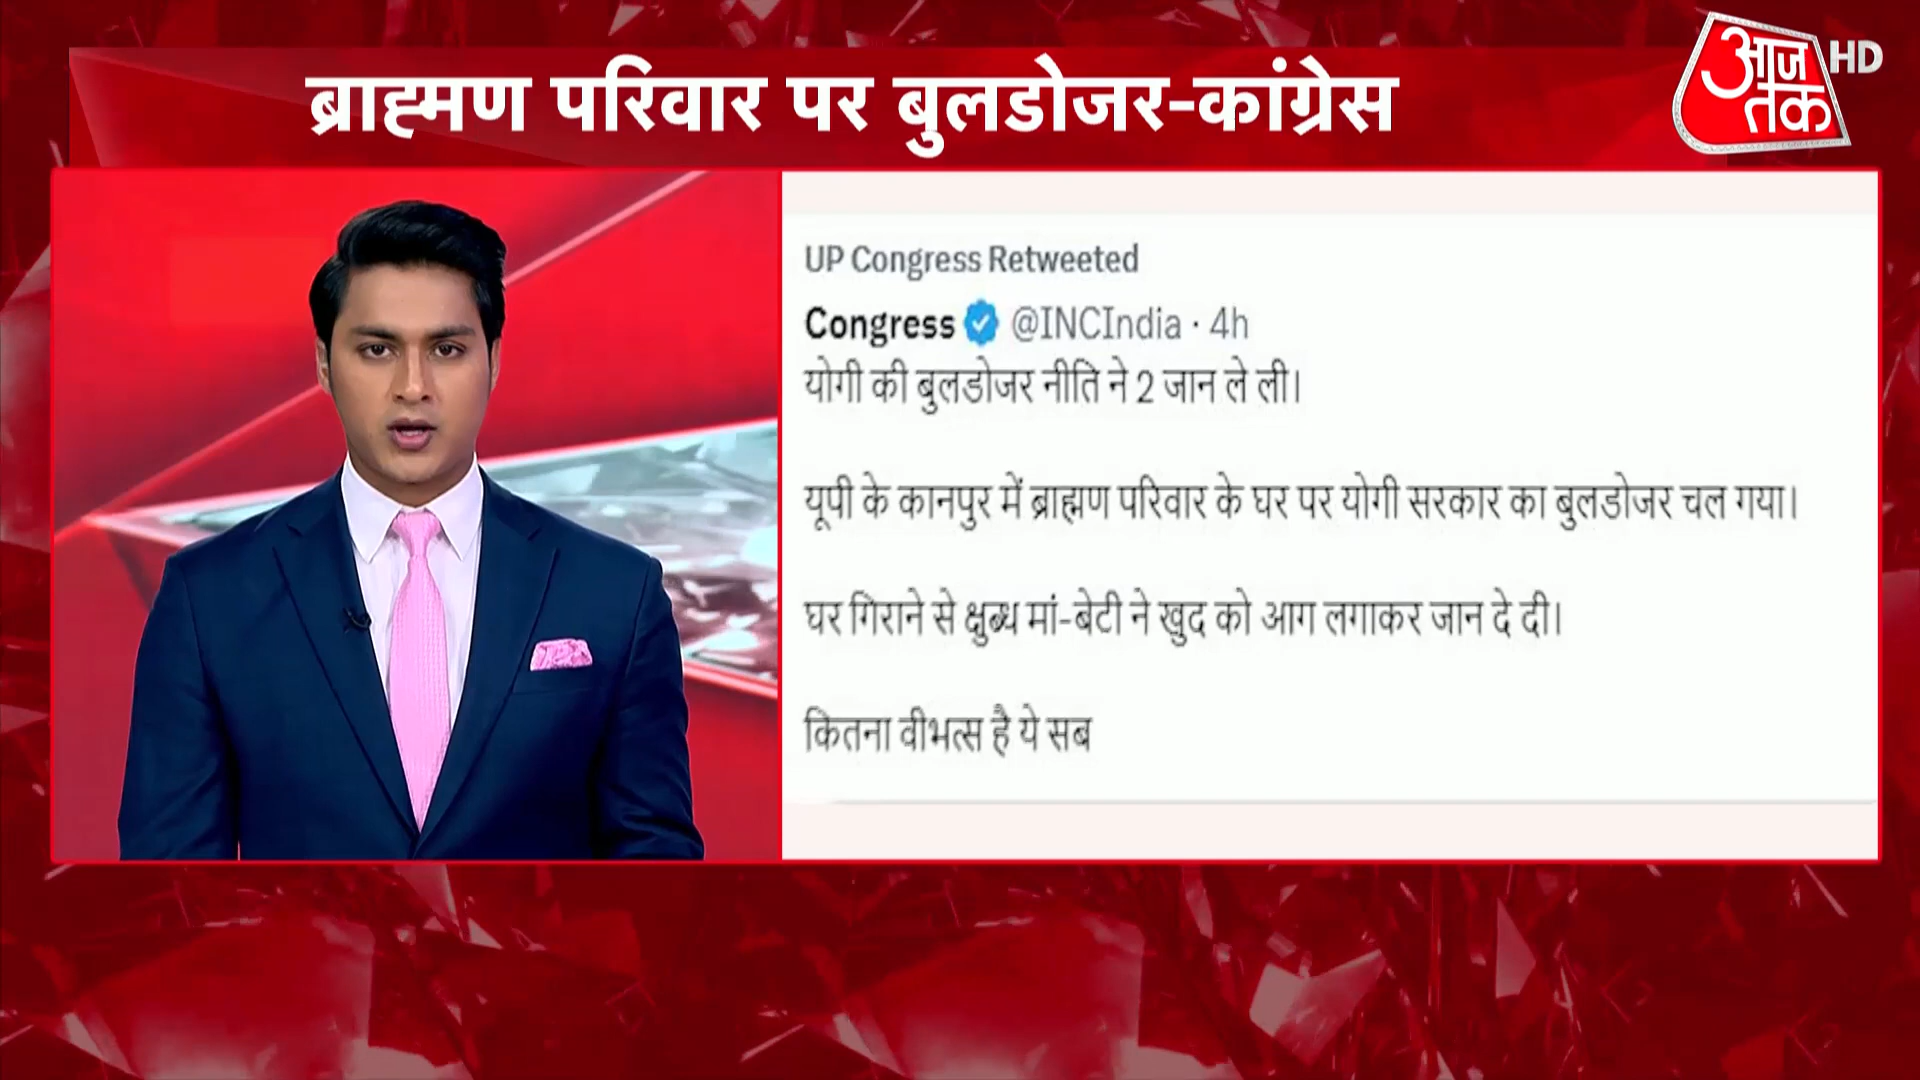 ब्राह्मण परिवार पर बुलडोजर-कांग्रेस
आज तक HD
UP Congress Retweeted
Congress @INCIndia · 4h
योगी की बुलडोजर नीति ने 2 जान ले ली।
यूपी के कानपुर में ब्राह्मण परिवार के घर पर योगी सरकार का बुलडोजर चल गया।
घर गिराने से क्षुब्ध मां-बेटी ने खुद को आग लगाकर जान दे दी।
कितना वीभत्स है ये सब